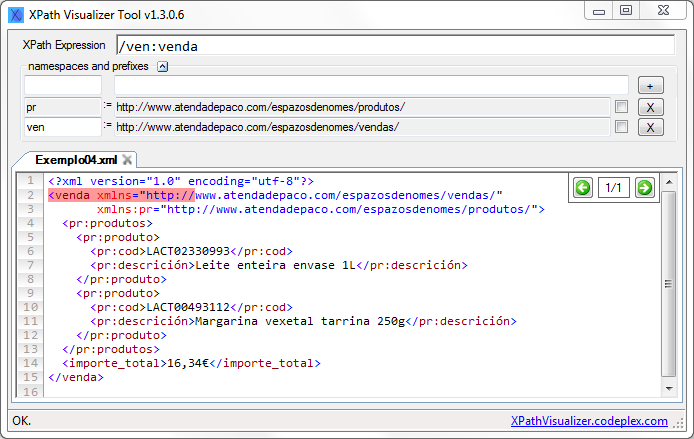 XPath Visualizer Tool v1.3.0.6
XPath Expression /ven:venda
namespaces and prefixes
+
pr := http://www.atendadepaco.com/espazosdenomes/produtos/ X
ven := http://www.atendadepaco.com/espazosdenomes/vendas/ X
Exemplo04.xml
1 <?xml version="1.0" encoding="utf-8"?>
1/1
2 <venda xmlns="http://www.atendadepaco.com/espazosdenomes/vendas/"
3 xmlns:pr="http://www.atendadepaco.com/espazosdenomes/produtos/">
4 <pr:produtos>
5 <pr:produto>
6 <pr:cod>LACT02330993</pr:cod>
7 <pr:descrición>Leite enteira envase 1L</pr:descrición>
8 </pr:produto>
9 <pr:produto>
10 <pr:cod>LACT00493112</pr:cod>
11 <pr:descrición>Margarina vexetal tarrina 250g</pr:descrición>
12 </pr:produto>
13 </pr:produtos>
14 <importe_total>16,34€</importe_total>
15 </venda>
16
OK. XPathVisualizer.codeplex.com